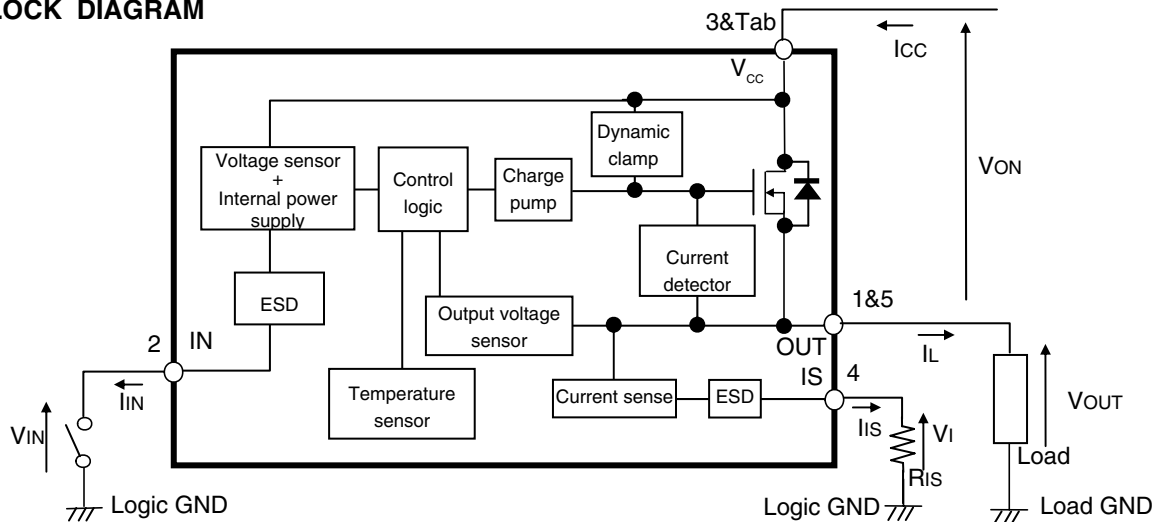 LOCK DIAGRAM
3&Tab
ICC
VCC
Dynamic
clamp
Voltage sensor
+
Internal power
supply
Control
logic
Charge
pump
VON
Current
detector
ESD
1&5
Output voltage
sensor
2
IN
OUT
IL
IS
4
IIN
Temperature
sensor
Current sense
ESD
IIS
VI
VOUT
VIN
RIS
Load
Logic GND
Logic GND
Load GND